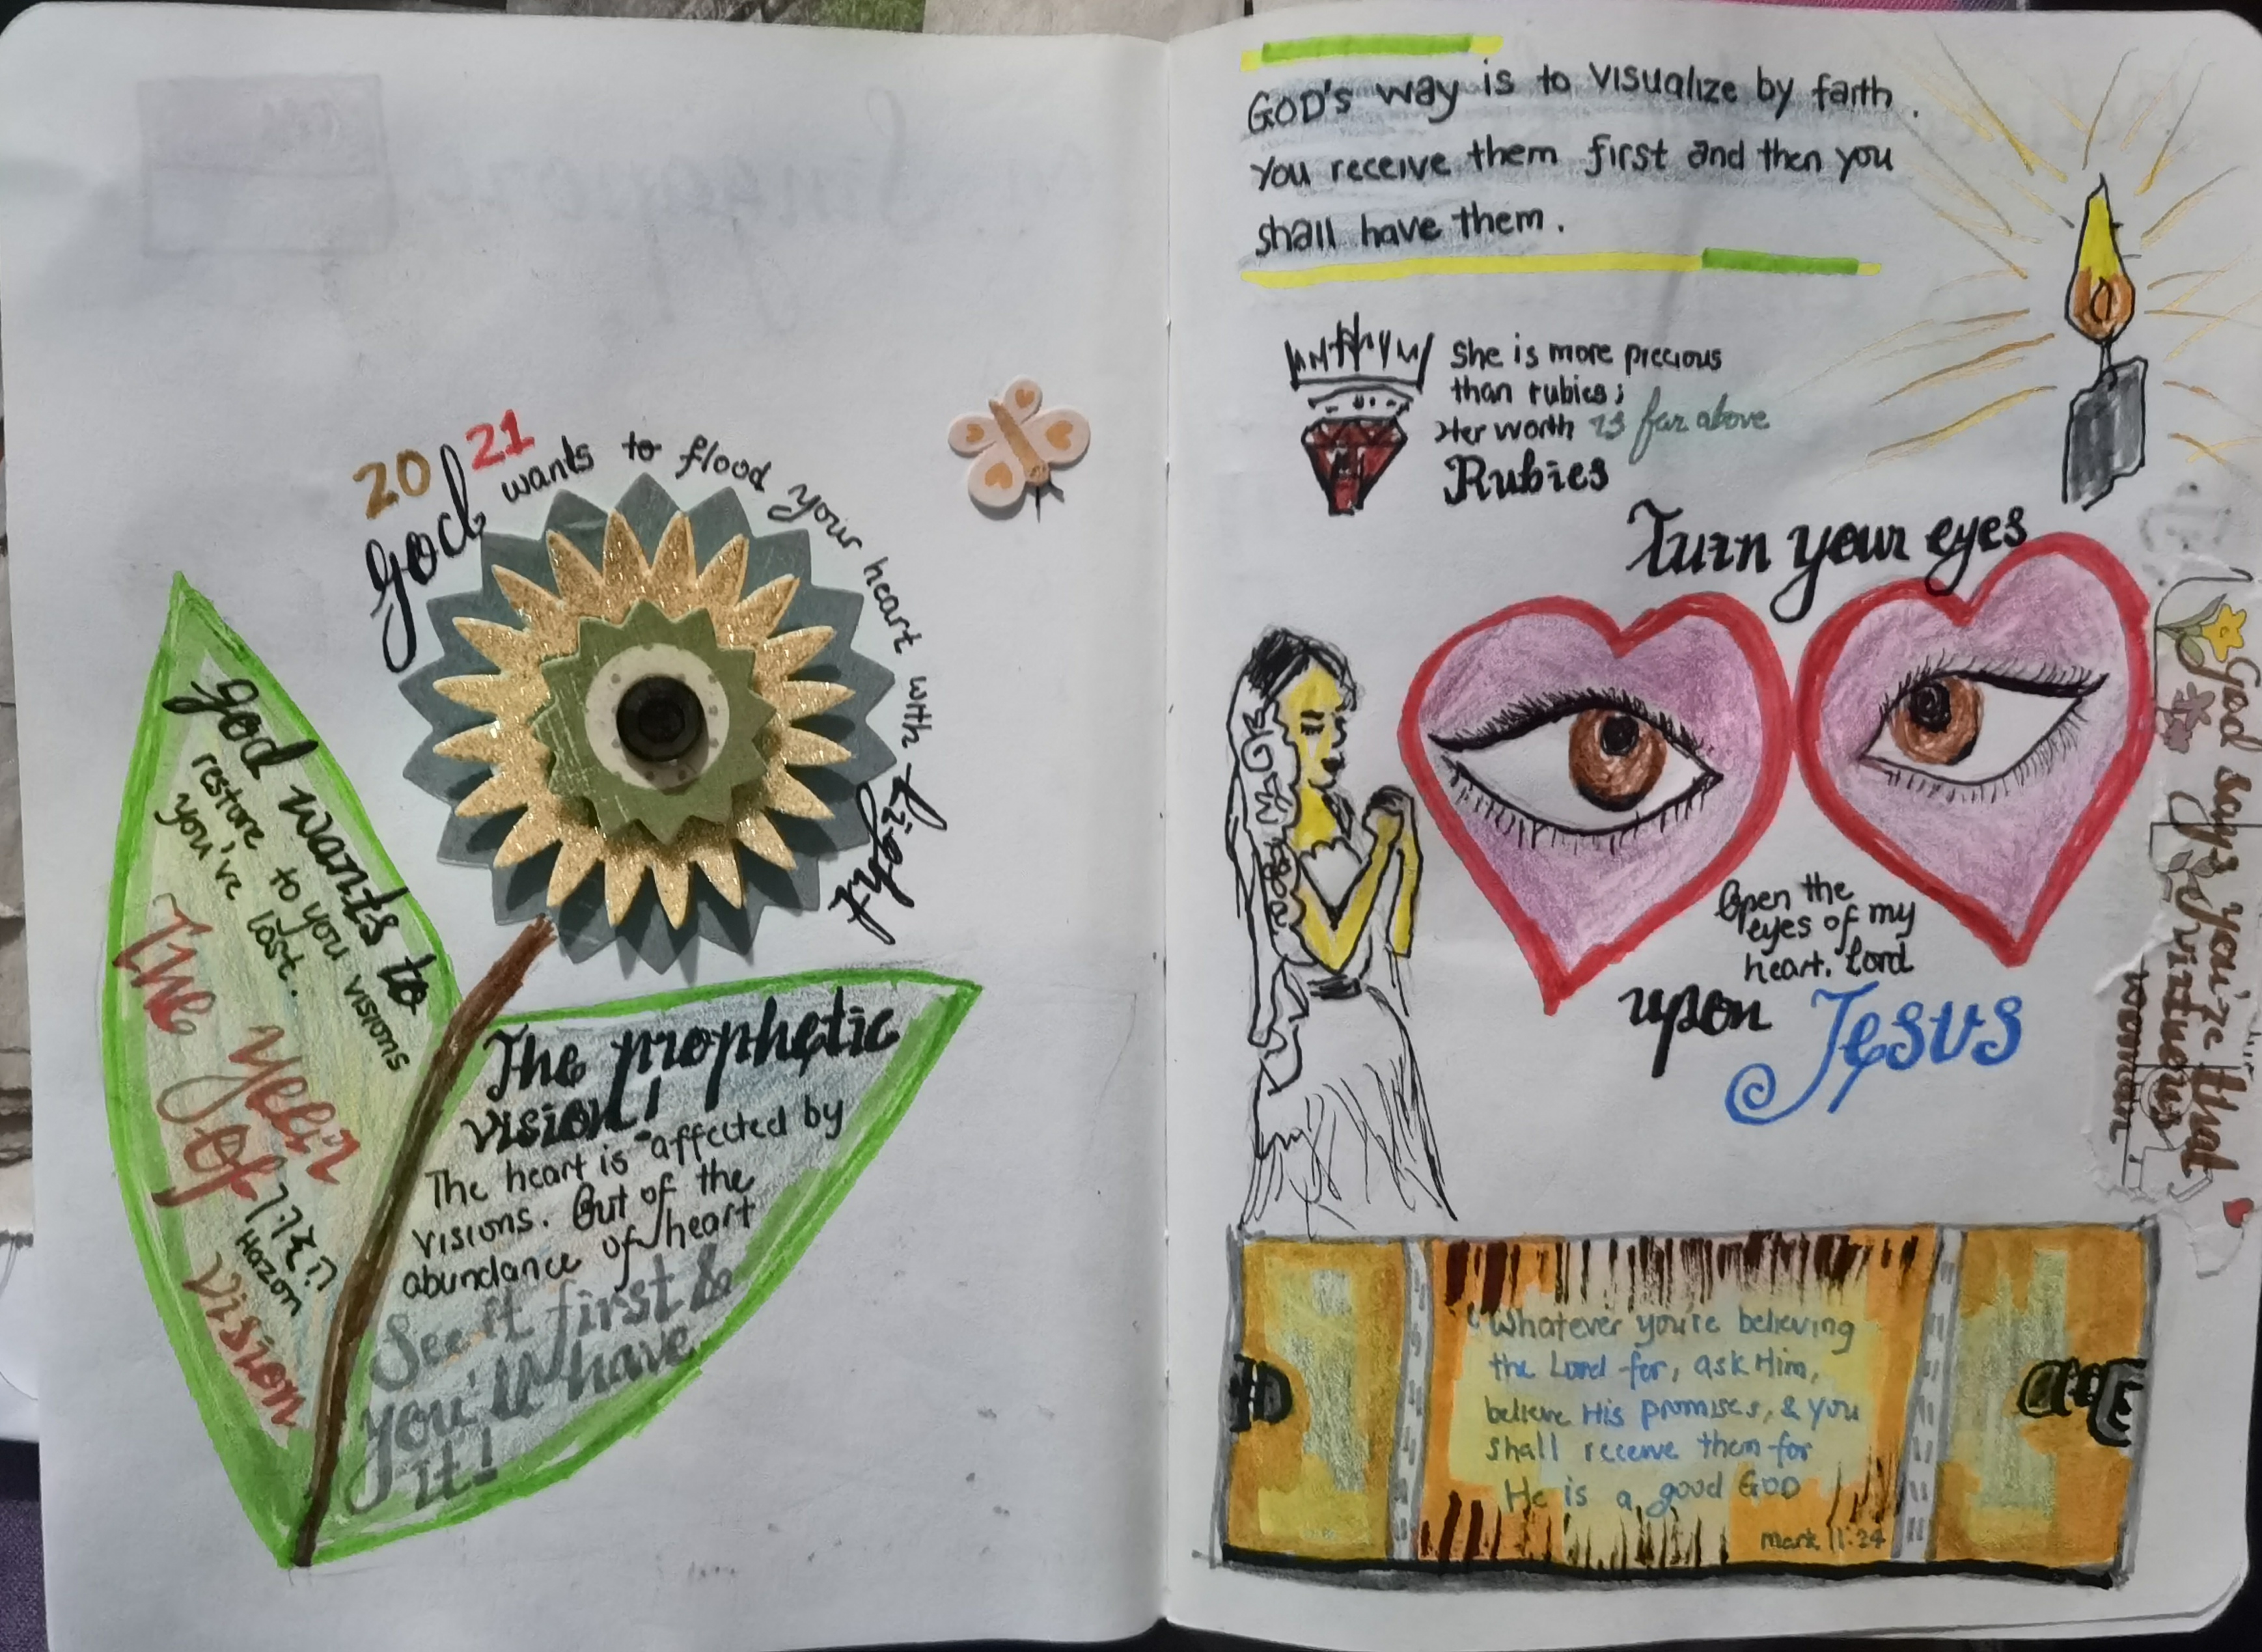 2021
God wants to flood your heart with Light
God wants to
restore to you visions
you've lost.
The Year
Of
Hazon
Vision
The prophetic
vision!
The heart is affected by
visions. Out of the
abundance of heart
See it first &
you'll have
it!
GOD's way is to visualize by faith.
You receive them first and then you
shall have them.
She is more precious
than rubies;
Her worth is far above
Rubies
Turn your eyes
Open the
eyes of my
heart. Lord
upon Jesus
God says you're that
virtuous
woman
"Whatever you're believing
the Lord for, ask Him,
believe His promises, & you
shall receive them for
He is a good GOD
Mark 11:24